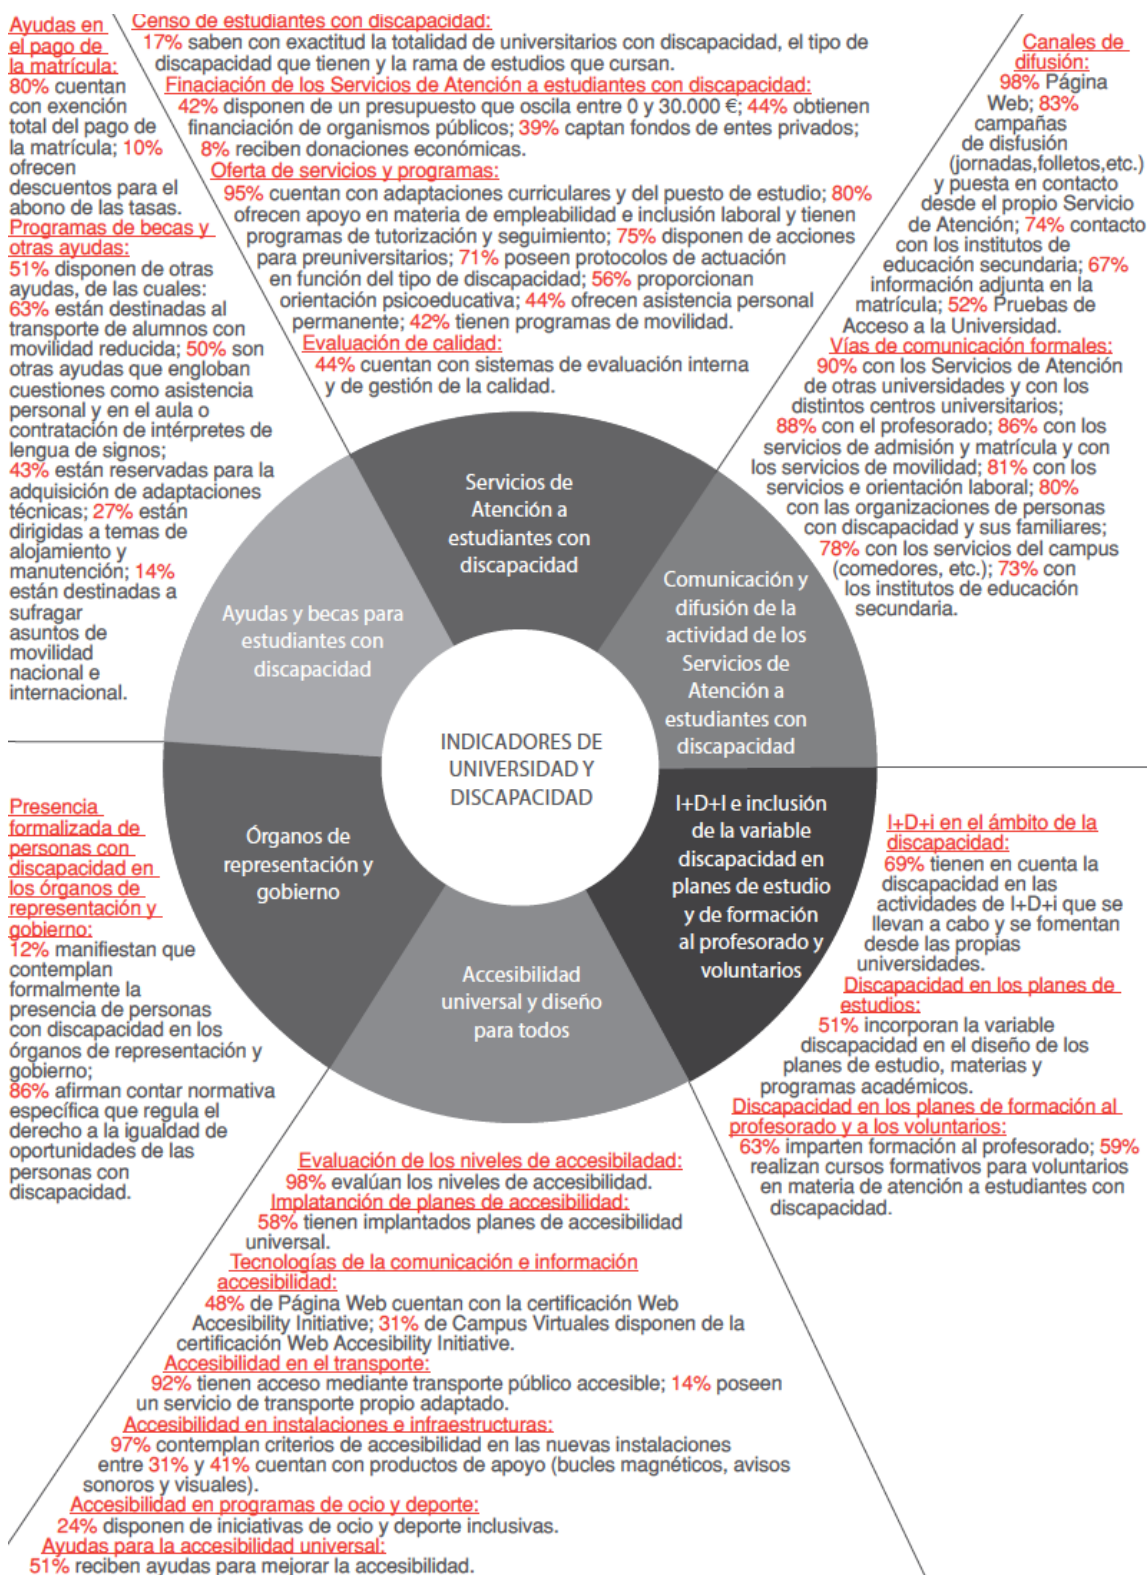 Ayudas en
el pago de
la matrícula:
80% cuentan
con exención
total del pago de
la matrícula; 10%
ofrecen
descuentos para el
abono de las tasas.
Programas de becas y
otras ayudas:
51% disponen de otras
ayudas, de las cuales:
63% están destinadas al
transporte de alumnos con
movilidad reducida; 50% son
otras ayudas que engloban
cuestiones como asistencia
personal y en el aula o
contratación de intérpretes de
lengua de signos;
43% están reservadas para la
adquisición de adaptaciones
técnicas; 27% están
dirigidas a temas de
alojamiento y
manutención; 14%
están destinadas a
sufragar
asuntos de
movilidad
nacional e
internacional.
Censo de estudiantes con discapacidad:
17% saben con exactitud la totalidad de universitarios con discapacidad, el tipo de
discapacidad que tienen y la rama de estudios que cursan.
Finaciación de los Servicios de Atención a estudiantes con discapacidad:
42% disponen de un presupuesto que oscila entre 0 y 30.000 €; 44% obtienen
financiación de organismos públicos; 39% captan fondos de entes privados;
8% reciben donaciones económicas.
Oferta de servicios y programas:
95% cuentan con adaptaciones curriculares y del puesto de estudio; 80%
ofrecen apoyo en materia de empleabilidad e inclusión laboral y tienen
programas de tutorización y seguimiento; 75% disponen de acciones
para preuniversitarios; 71% poseen protocolos de actuación
en función del tipo de discapacidad; 56% proporcionan
orientación psicoeducativa; 44% ofrecen asistencia personal
permanente; 42% tienen programas de movilidad.
Evaluación de calidad:
44% cuentan con sistemas de evaluación interna
y de gestión de la calidad.
Canales de
difusión:
98% Página
Web; 83%
campañas
de disfusión
(jornadas,folletos,etc.)
y puesta en contacto
desde el propio Servicio
de Atención; 74% contacto
con los institutos de
educación secundaria; 67%
información adjunta en la
matrícula; 52% Pruebas de
Acceso a la Universidad.
Vías de comunicación formales:
90% con los Servicios de Atención
de otras universidades y con los
distintos centros universitarios;
88% con el profesorado; 86% con los
servicios de admisión y matrícula y con
los servicios de movilidad; 81% con los
servicios e orientación laboral; 80%
con las organizaciones de personas
con discapacidad y sus familiares;
78% con los servicios del campus
(comedores, etc.); 73% con
los institutos de educación
secundaria.
Servicios de
Atención a
estudiantes con
discapacidad
Comunicación y
difusión de la
actividad de los
Servicios de
Atención a
estudiantes con
discapacidad
Ayudas y becas para
estudiantes con
discapacidad
INDICADORES DE
UNIVERSIDAD Y
DISCAPACIDAD
Órganos de
representación y
gobierno
I+D+I e inclusión
de la variable
discapacidad en
planes de estudio
y de formación
al profesorado y
voluntarios
Accesibilidad
universal y diseño
para todos
Presencia
formalizada de
personas con
discapacidad en
los órganos de
representación y
gobierno:
12% manifiestan que
contemplan
formalmente la
presencia de personas
con discapacidad en los
órganos de representación y
gobierno;
86% afirman contar normativa
específica que regula el
derecho a la igualdad de
oportunidades de las
personas con
discapacidad.
I+D+i en el ámbito de la
discapacidad:
69% tienen en cuenta la
discapacidad en las
actividades de I+D+i que se
llevan a cabo y se fomentan
desde las propias
universidades.
Discapacidad en los planes de
estudios:
51% incorporan la variable
discapacidad en el diseño de los
planes de estudio, materias y
programas académicos.
Discapacidad en los planes de formación al
profesorado y a los voluntarios:
63% imparten formación al profesorado; 59%
realizan cursos formativos para voluntarios
en materia de atención a estudiantes con
discapacidad.
Evaluación de los niveles de accesibiladad:
98% evalúan los niveles de accesibilidad.
Implatanción de planes de accesibilidad:
58% tienen implantados planes de accesibilidad
universal.
Tecnologías de la comunicación e información
accesibilidad:
48% de Página Web cuentan con la certificación Web
Accesibility Initiative; 31% de Campus Virtuales disponen de la
certificación Web Accesibility Initiative.
Accesibilidad en el transporte:
92% tienen acceso mediante transporte público accesible; 14% poseen
un servicio de transporte propio adaptado.
Accesibilidad en instalaciones e infraestructuras:
97% contemplan criterios de accesibilidad en las nuevas instalaciones
entre 31% y 41% cuentan con productos de apoyo (bucles magnéticos, avisos
sonoros y visuales).
Accesibilidad en programas de ocio y deporte:
24% disponen de iniciativas de ocio y deporte inclusivas.
Ayudas para la accesibilidad universal:
51% reciben ayudas para mejorar la accesibilidad.